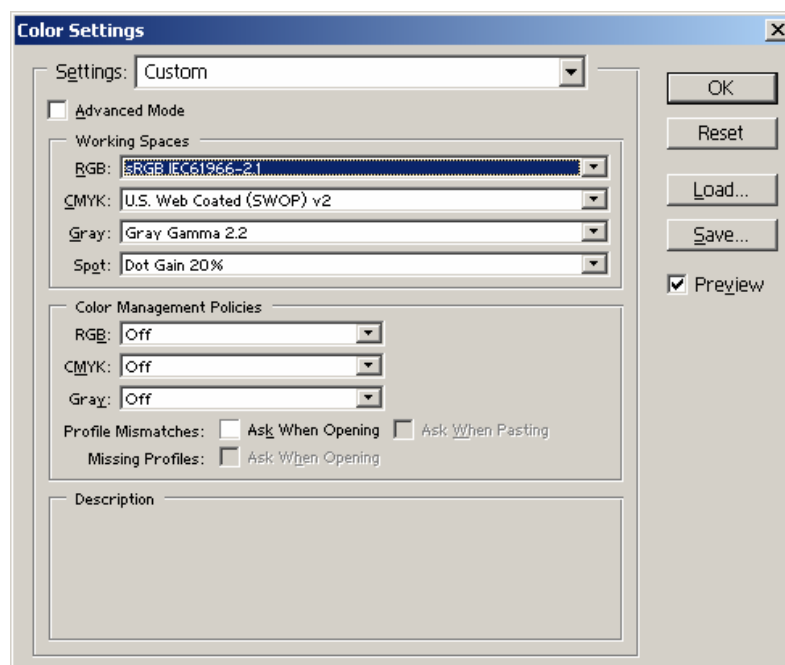 Color Settings
Settings: Custom
OK
Advanced Mode
Reset
Working Spaces
RGB: sRGB IEC61966-2.1
CMYK: U.S. Web Coated (SWOP) v2
Load...
Gray: Gray Gamma 2.2
Save...
Spot: Dot Gain 20%
Preview
Color Management Policies
RGB: Off
CMYK: Off
Gray: Off
Profile Mismatches: Ask When Opening Ask When Pasting
Missing Profiles: Ask When Opening
Description